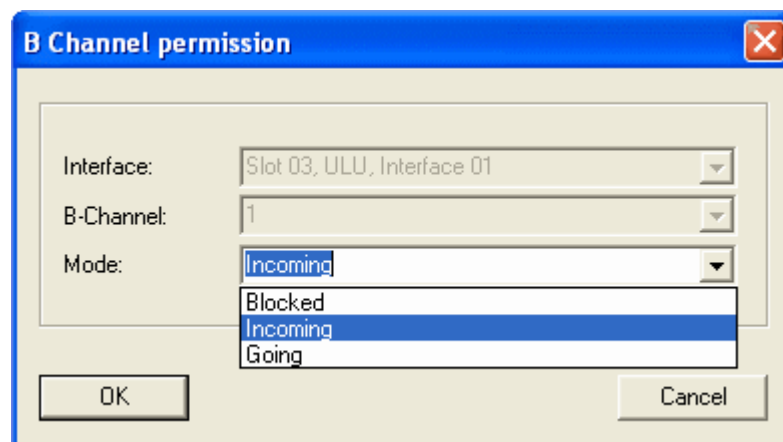 B Channel permission
Interface: Slot 03, ULU, Interface 01
B-Channel: 1
Mode: Incoming
Blocked
Incoming
Going
OK Cancel